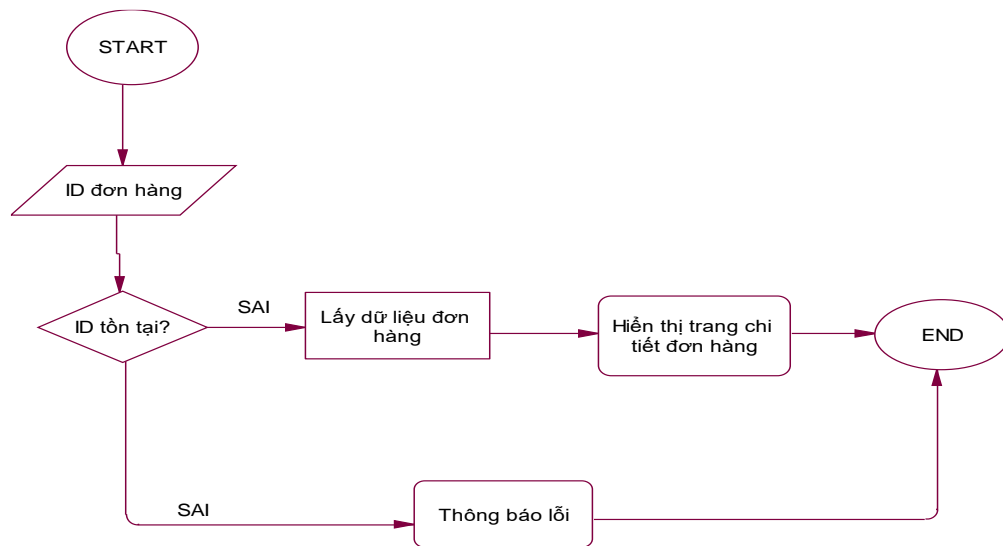 START
ID đơn hàng
ID tồn tại?
SAI
Lấy dữ liệu đơn
hàng
Hiển thị trang chi
tiết đơn hàng
END
SAI
Thông báo lỗi